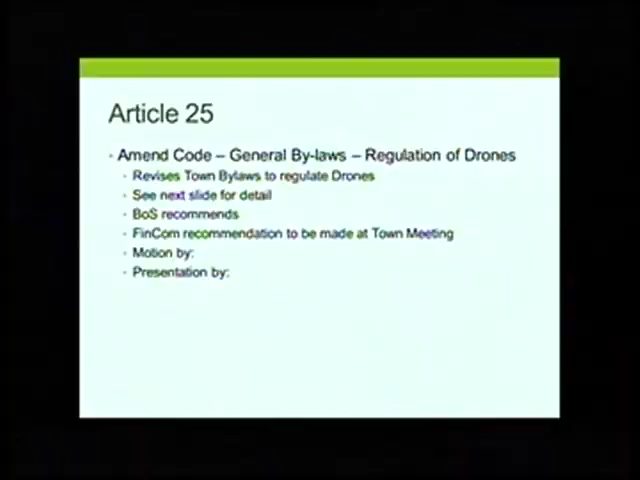 Article 25
Amend Code – General By-laws – Regulation of Drones
Revises Town Bylaws to regulate Drones
See next slide for detail
BoS recommends
FinCom recommendation to be made at Town Meeting
Motion by:
Presentation by: